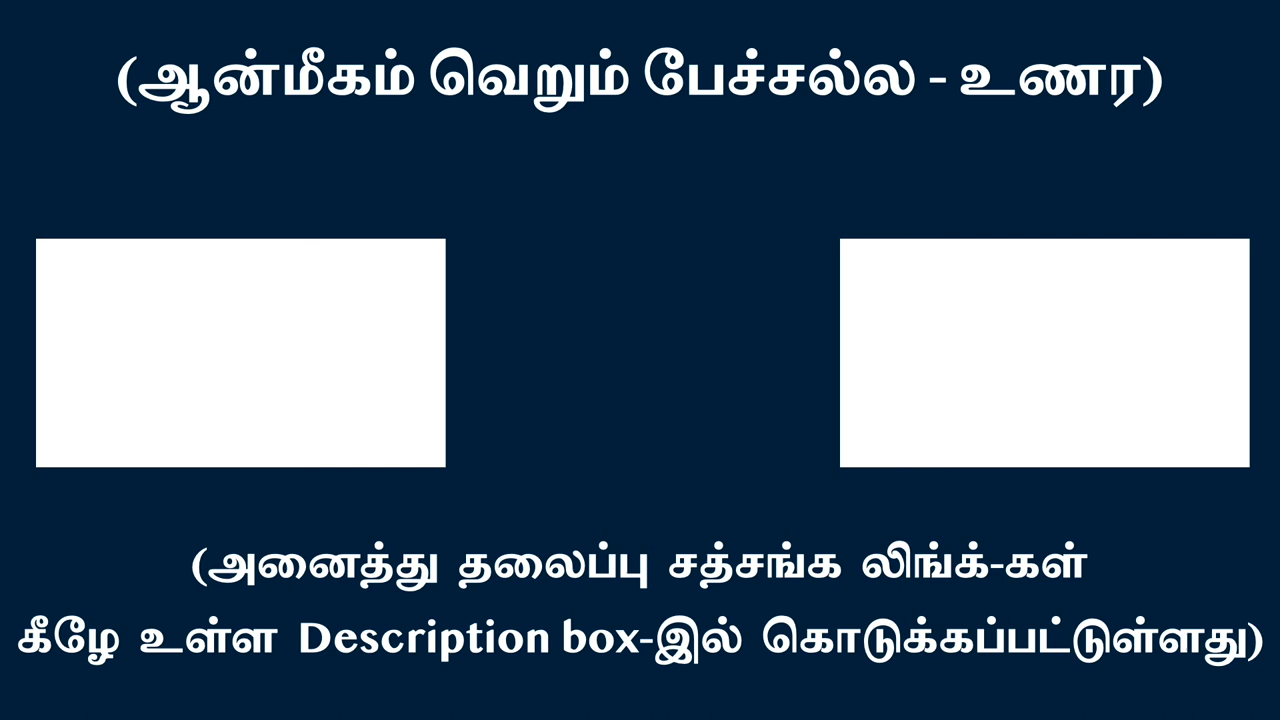 (ஆன்மீகம் வெறும் பேச்சல்ல - உணர)
(அனைத்து தலைப்பு சத்சங்க லிங்க்-கள்
கீழே உள்ள Description box-இல் கொடுக்கப்பட்டுள்ளது)